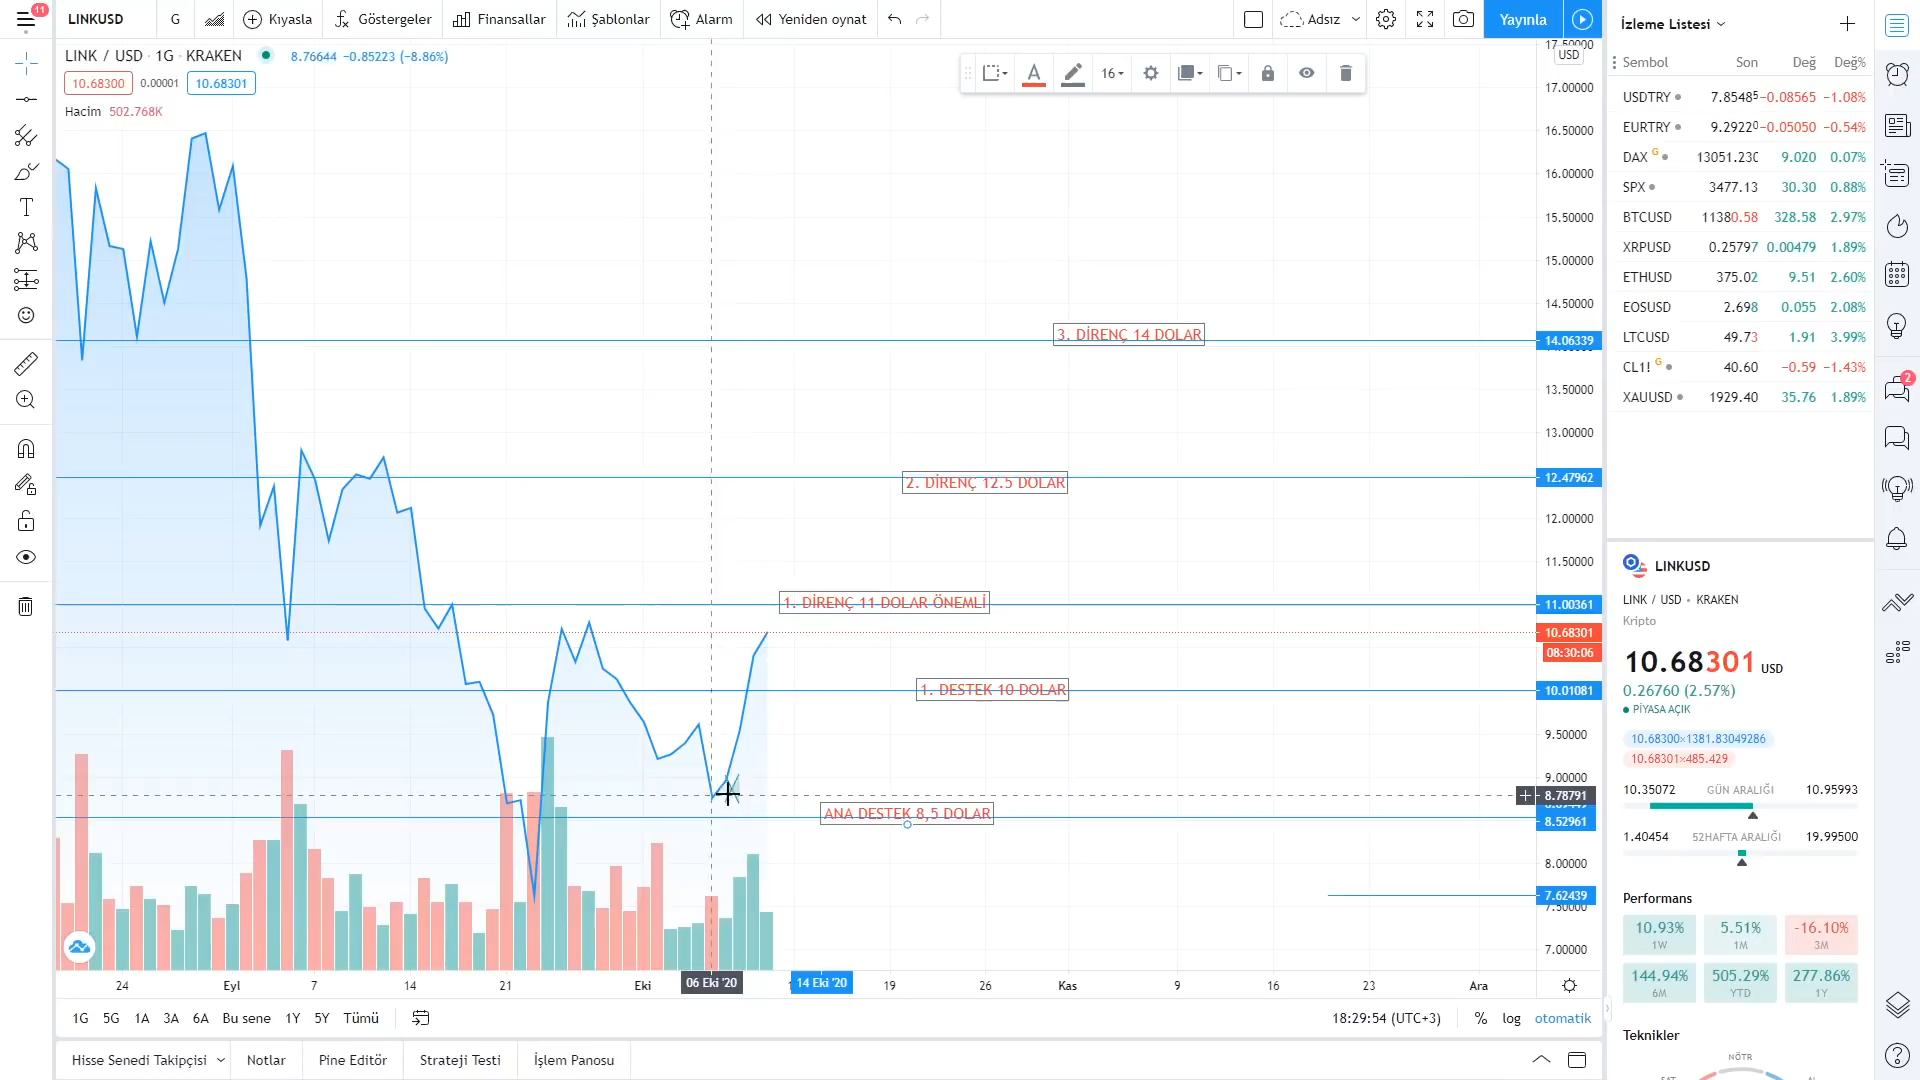 11
LINKUSD
G
Kıyasla
Göstergeler
Finansallar
Şablonlar
Alarm
Yeniden oynat
Adsız
Yayınla
LINK / USD · 1G · KRAKEN
8.76644 −0.85223 (−8.86%)
10.68300
0.00001
10.68301
Hacim 502.768K
16
USD
17.50000
17.00000
16.50000
16.00000
15.50000
15.00000
14.50000
14.06339
13.50000
13.00000
12.47962
12.00000
11.50000
11.00361
10.68301
08:30:06
10.01081
9.50000
9.00000
8.78791
8.52961
8.00000
7.62439
7.50000
7.00000
3. DİRENÇ 14 DOLAR
2. DİRENÇ 12.5 DOLAR
1. DİRENÇ 11 DOLAR ÖNEMLİ
1. DESTEK 10 DOLAR
ANA DESTEK 8,5 DOLAR
24
Eyl
7
14
21
Eki
06 Eki '20
14 Eki '20
19
26
Kas
9
16
23
Ara
1G
5G
1A
3A
6A
Bu sene
1Y
5Y
Tümü
18:29:54 (UTC+3)
%
log
otomatik
Hisse Senedi Takipçisi
Notlar
Pine Editör
Strateji Testi
İşlem Panosu
İzleme Listesi
Sembol Son Değ Değ%
USDTRY 7.85485 −0.08565 −1.08%
EURTRY 9.29220 −0.05050 −0.54%
DAX G 13051.230 9.020 0.07%
SPX 3477.13 30.30 0.88%
BTCUSD 11380.58 328.58 2.97%
XRPUSD 0.25797 0.00479 1.89%
ETHUSD 375.02 9.51 2.60%
EOSUSD 2.698 0.055 2.08%
LTCUSD 49.73 1.91 3.99%
CL1! G 40.60 −0.59 −1.43%
XAUUSD 1929.40 35.76 1.89%
2
LINKUSD
LINK / USD • KRAKEN
Kripto
10.68301 USD
0.26760 (2.57%)
PİYASA AÇIK
10.68300×1381.83049286
10.68301×485.429
10.35072 GÜN ARALIĞI 10.95993
1.40454 52HAFTA ARALIĞI 19.99500
Performans
10.93% 5.51% -16.10%
1W 1M 3M
144.94% 505.29% 277.86%
6M YTD 1Y
Teknikler
NÖTR